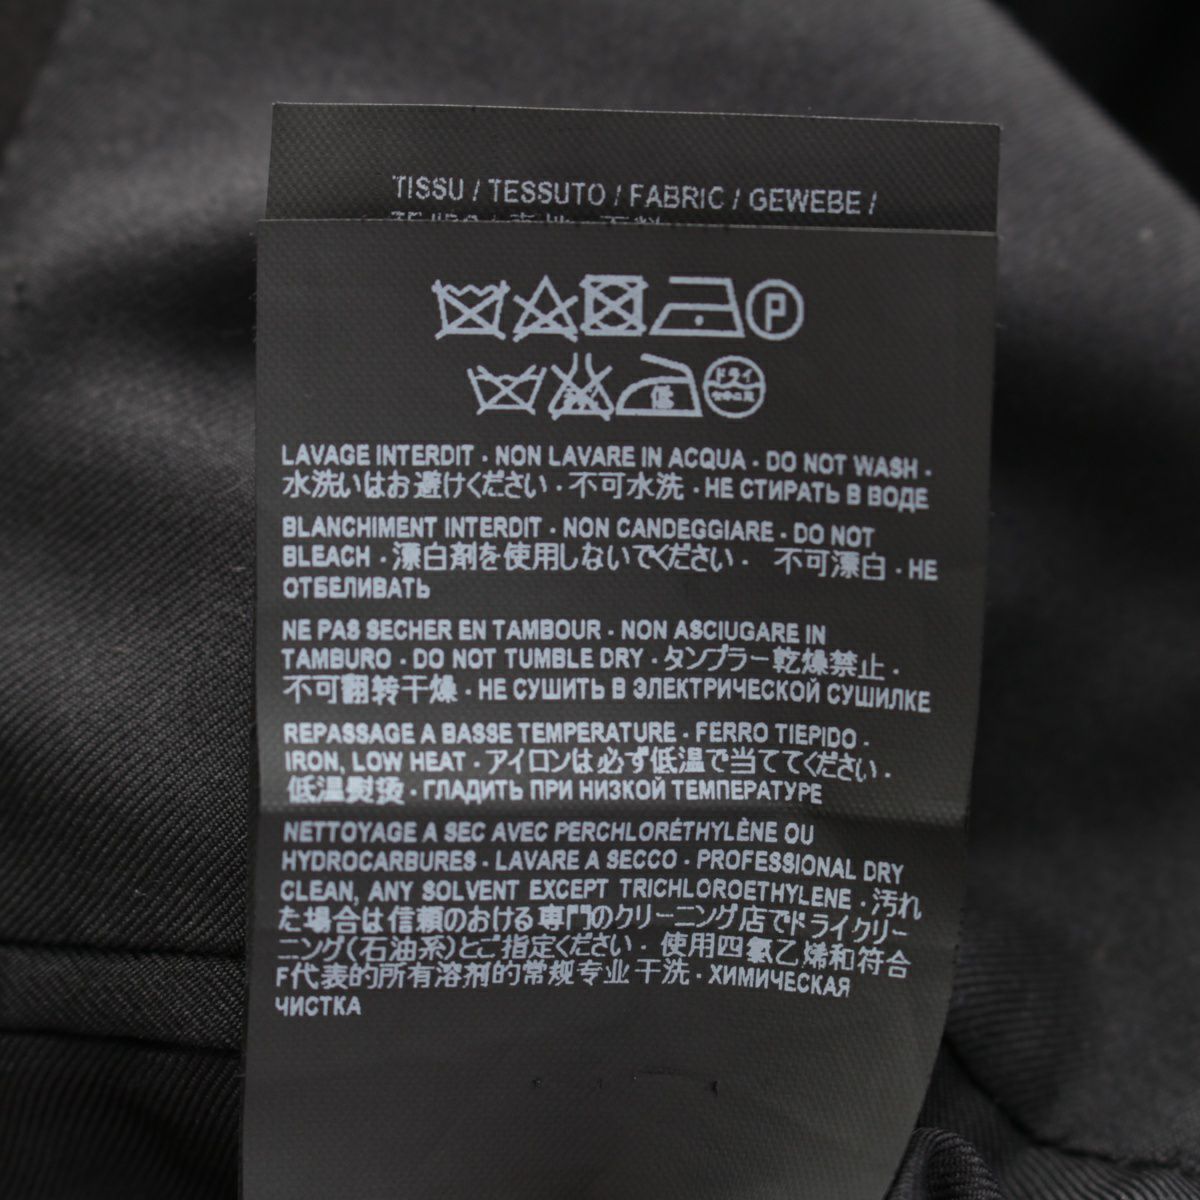 TISSU / TESSUTO / FABRIC / GEWEBE /
P
低
ドライ
LAVAGE INTERDIT - NON LAVARE IN ACQUA - DO NOT WASH -
水洗いはお避けください - 不可水洗 - НЕ СТИРАТЬ В ВОДЕ
BLANCHIMENT INTERDIT - NON CANDEGGIARE - DO NOT
BLEACH - 漂白剤を使用しないでください - 不可漂白 - НЕ
ОТБЕЛИВАТЬ
NE PAS SECHER EN TAMBOUR - NON ASCIUGARE IN
TAMBURO - DO NOT TUMBLE DRY - タンブラー乾燥禁止 -
不可翻转干燥 - НЕ СУШИТЬ В ЭЛЕКТРИЧЕСКОЙ СУШИЛКЕ
REPASSAGE A BASSE TEMPERATURE - FERRO TIEPIDO -
IRON, LOW HEAT - アイロンは必ず低温で当ててください -
低温熨烫 - ГЛАДИТЬ ПРИ НИЗКОЙ ТЕМПЕРАТУРЕ
NETTOYAGE A SEC AVEC PERCHLORÉTHYLÈNE OU
HYDROCARBURES - LAVARE A SECCO - PROFESSIONAL DRY
CLEAN, ANY SOLVENT EXCEPT TRICHLOROETHYLENE - 汚れ
た場合は信頼のおける専門のクリーニング店でドライクリー
ニング(石油系)とご指定ください - 使用四氯乙烯和符合
F代表的所有溶剂的常规专业干洗 - ХИМИЧЕСКАЯ
ЧИСТКА